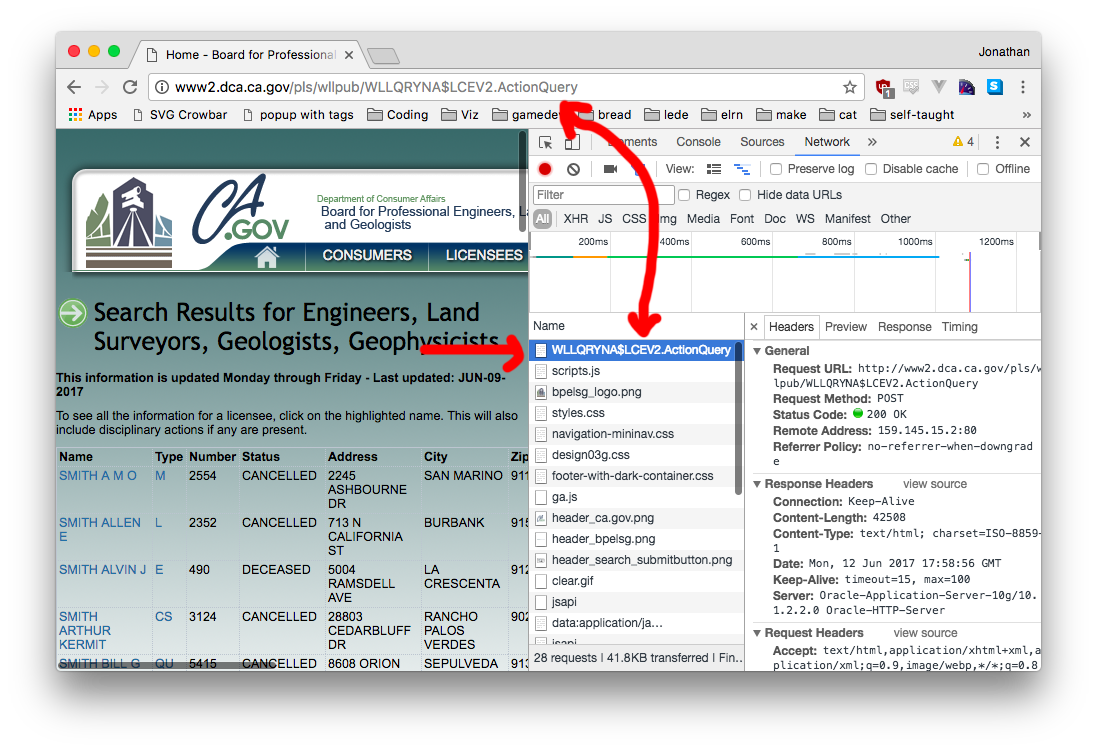 Home - Board for Professional
Jonathan
www2.dca.ca.gov/pls/wllpub/WLLQRYNA$LCEV2.ActionQuery
1
CSS
S
Apps
SVG Crowbar
popup with tags
Coding
Viz
gamede
bread
lede
elrn
make
cat
self-taught
»
CA
.GOV
Department of Consumer Affairs
Board for Professional Engineers, La
and Geologists
CONSUMERS
LICENSEES
Search Results for Engineers, Land
Surveyors, Geologists, Geophysicists
This information is updated Monday through Friday - Last updated: JUN-09-
2017
To see all the information for a licensee, click on the highlighted name. This will also
include disciplinary actions if any are present.
Name Type Number Status Address City Zip
SMITH A M O M 2554 CANCELLED 2245 SAN MARINO 911
ASHBOURNE
DR
SMITH ALLEN L 2352 CANCELLED 713 N BURBANK 915
E CALIFORNIA
ST
SMITH ALVIN J E 490 DECEASED 5004 LA 912
RAMSDELL CRESCENTA
AVE
SMITH CS 3124 CANCELLED 28803 RANCHO 902
ARTHUR CEDARBLUFF PALOS
KERMIT DR VERDES
SMITH BILL G QU 5415 CANCELLED 8608 ORION SEPULVEDA 913
ements Console Sources Network » 4
View: Preserve log Disable cache Offline
Filter Regex Hide data URLs
All XHR JS CSS mg Media Font Doc WS Manifest Other
200ms 400ms 600ms 800ms 1000ms 1200ms
Name
WLLQRYNA$LCEV2.ActionQuery
scripts.js
bpelsg_logo.png
styles.css
navigation-mininav.css
design03g.css
footer-with-dark-container.css
ga.js
header_ca.gov.png
header_bpelsg.png
header_search_submitbutton.png
clear.gif
jsapi
data:application/ja…
jsapi
28 requests | 41.8KB transferred | Fin…
Headers Preview Response Timing
General
Request URL: http://www2.dca.ca.gov/pls/w
llpub/WLLQRYNA$LCEV2.ActionQuery
Request Method: POST
Status Code: 200 OK
Remote Address: 159.145.15.2:80
Referrer Policy: no-referrer-when-downgrad
e
Response Headers view source
Connection: Keep-Alive
Content-Length: 42508
Content-Type: text/html; charset=ISO-8859-
1
Date: Mon, 12 Jun 2017 17:58:56 GMT
Keep-Alive: timeout=15, max=100
Server: Oracle-Application-Server-10g/10.
1.2.2.0 Oracle-HTTP-Server
Request Headers view source
Accept: text/html,application/xhtml+xml,a
pplication/xml;q=0.9,image/webp,*/*;q=0.8